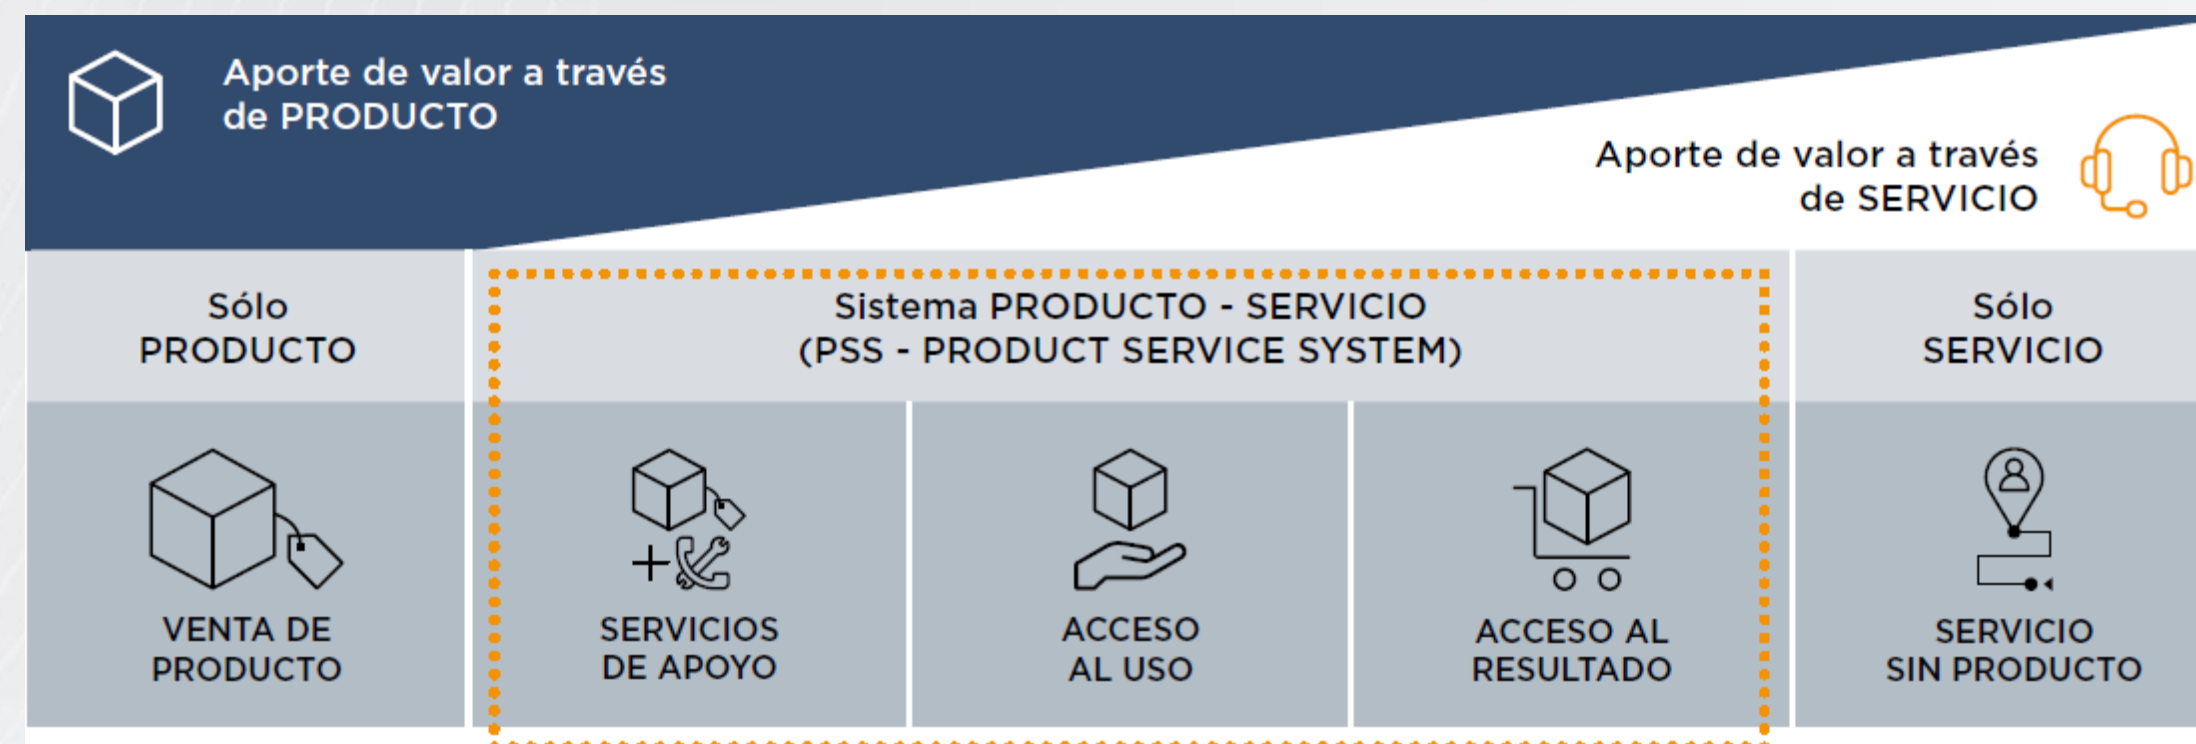 Aporte de valor a través
de PRODUCTO
Aporte de valor a través
de SERVICIO
Sólo
PRODUCTO
Sistema PRODUCTO - SERVICIO
(PSS - PRODUCT SERVICE SYSTEM)
Sólo
SERVICIO
VENTA DE
PRODUCTO
SERVICIOS
DE APOYO
ACCESO
AL USO
ACCESO AL
RESULTADO
SERVICIO
SIN PRODUCTO